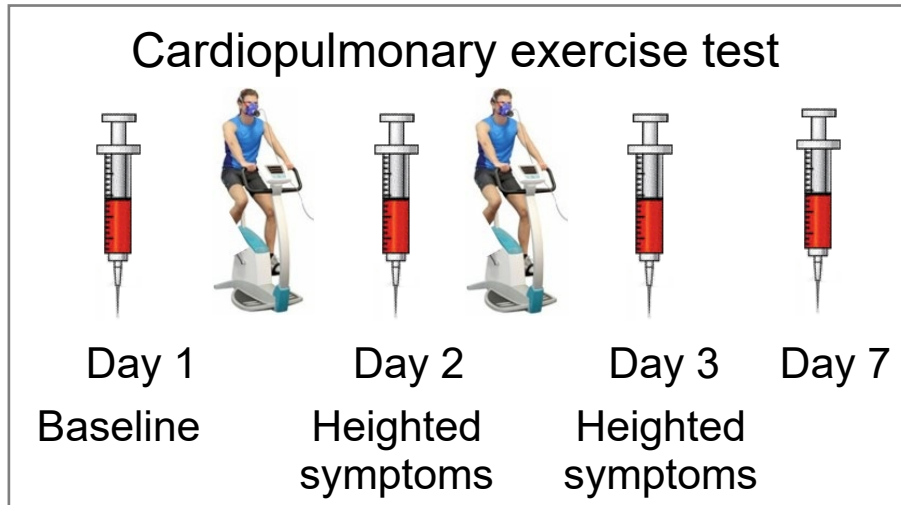 Cardiopulmonary exercise test
Day 1 Day 2 Day 3 Day 7
Baseline Heighted Heighted
symptoms symptoms